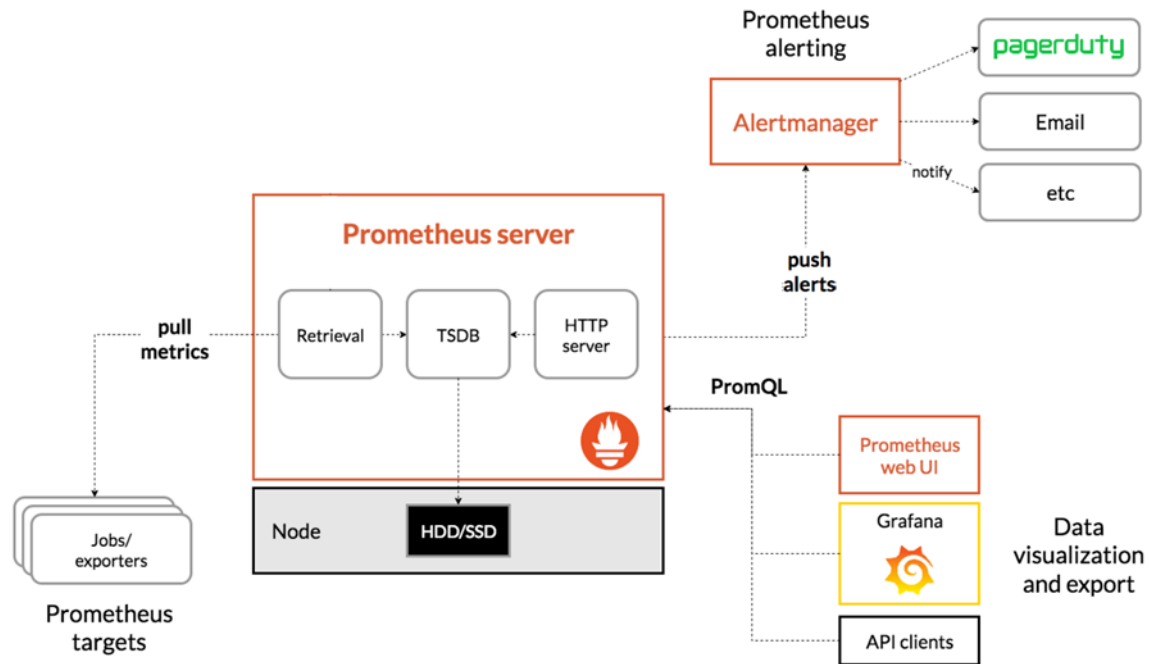 Prometheus
alerting
pagerduty
Alertmanager
Email
notify
etc
Prometheus server
push
alerts
pull
metrics
Retrieval
TSDB
HTTP
server
PromQL
Prometheus
web UI
Node
HDD/SSD
Grafana
Jobs/
exporters
Data
visualization
and export
Prometheus
targets
API clients